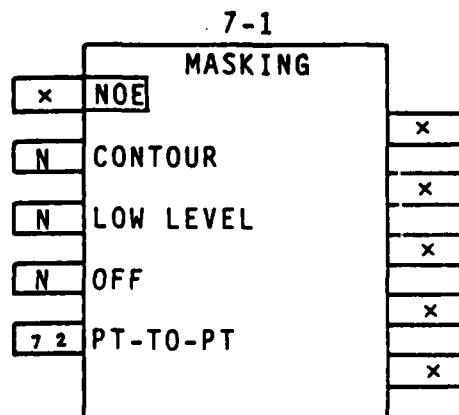 7-1
MASKING
× NOE
×
N CONTOUR
×
N LOW LEVEL
×
N OFF
×
7 2 PT-TO-PT
×